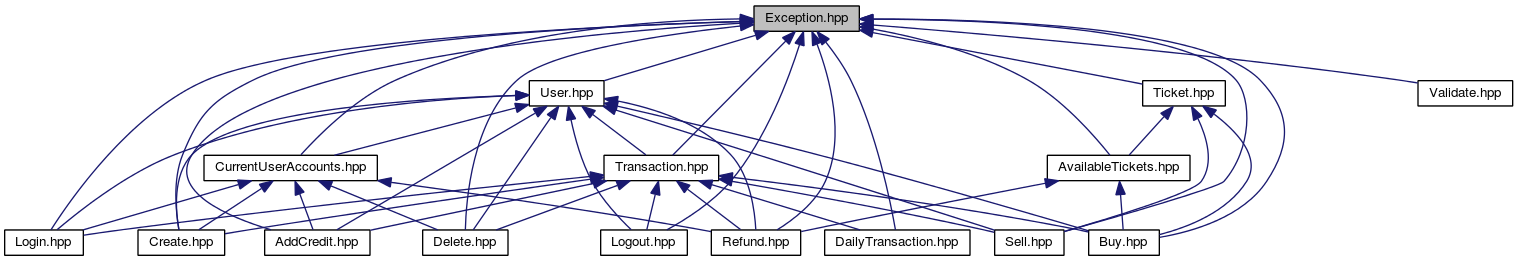 Exception.hpp
User.hpp
Ticket.hpp
Validate.hpp
CurrentUserAccounts.hpp
Transaction.hpp
AvailableTickets.hpp
Login.hpp
Create.hpp
AddCredit.hpp
Delete.hpp
Logout.hpp
Refund.hpp
DailyTransaction.hpp
Sell.hpp
Buy.hpp